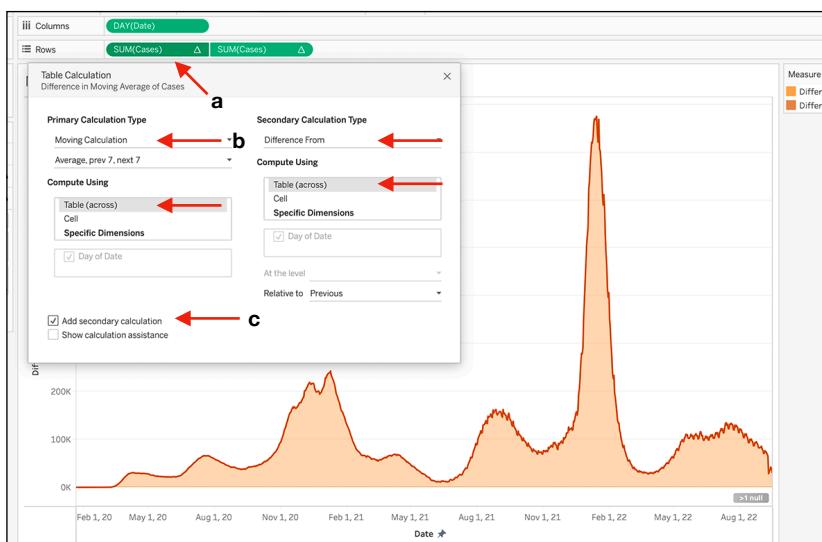 Columns
DAY(Date)
Rows
SUM(Cases) Δ SUM(Cases) Δ
Table Calculation
Difference in Moving Average of Cases
a
Primary Calculation Type
Moving Calculation
b
Average, prev 7, next 7
Compute Using
Table (across)
Cell
Specific Dimensions
Day of Date
Secondary Calculation Type
Difference From
Compute Using
Table (across)
Cell
Specific Dimensions
Day of Date
At the level
Relative to Previous
Add secondary calculation
c
Show calculation assistance
Measure
Differ
Differ
Dif
200K
100K
0K
>1 null
Feb 1, 20 May 1, 20 Aug 1, 20 Nov 1, 20 Feb 1, 21 May 1, 21 Aug 1, 21 Nov 1, 21 Feb 1, 22 May 1, 22 Aug 1, 22
Date